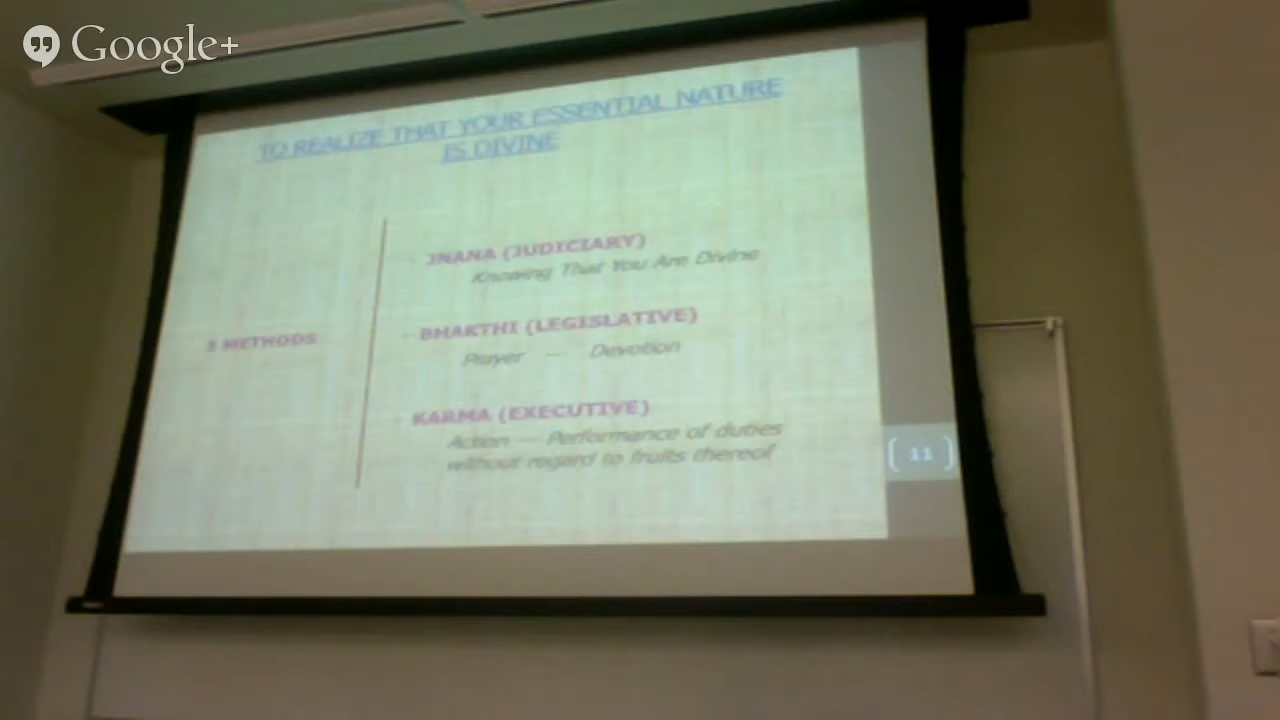 Google+
TO REALIZE THAT YOUR ESSENTIAL NATURE
IS DIVINE
3 METHODS
- JNANA (JUDICIARY)
Knowing That You Are Divine
- BHAKTHI (LEGISLATIVE)
Prayer — Devotion
- KARMA (EXECUTIVE)
Action — Performance of duties
without regard to fruits thereof
11